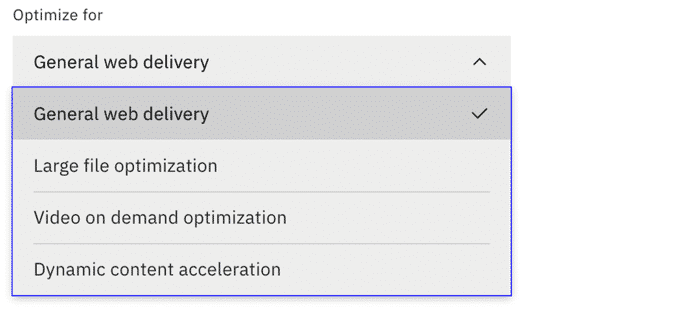 Optimize for
General web delivery
General web delivery
Large file optimization
Video on demand optimization
Dynamic content acceleration